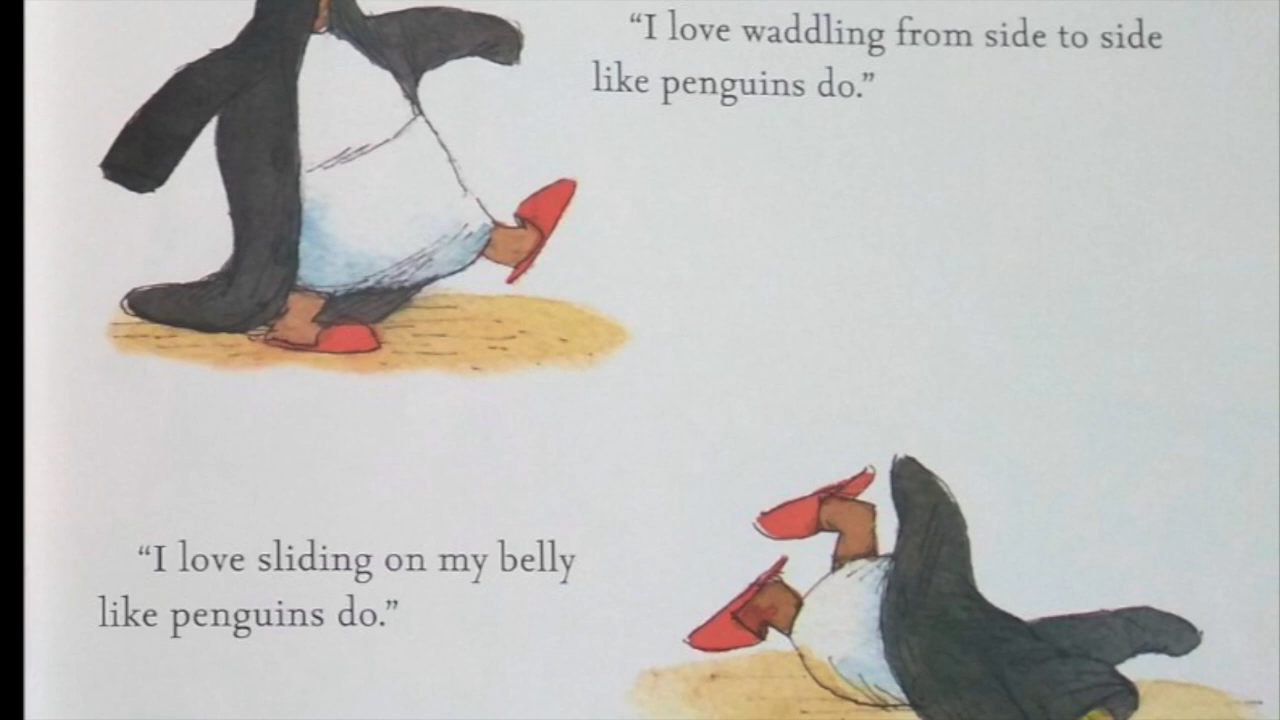 “I love waddling from side to side
like penguins do.”
“I love sliding on my belly
like penguins do.”